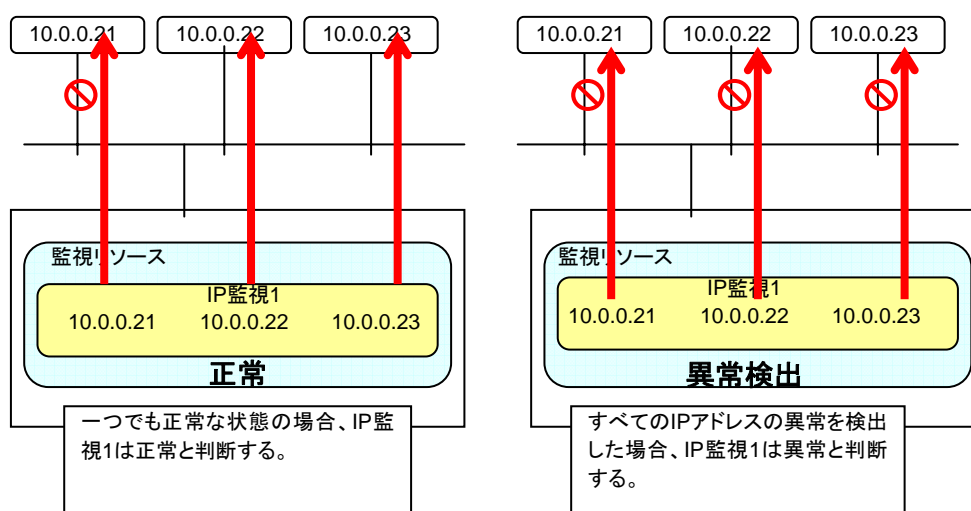 10.0.0.21
10.0.0.22
10.0.0.23
監視リソース
IP監視1
10.0.0.21
10.0.0.22
10.0.0.23
正常
一つでも正常な状態の場合、IP監
視1は正常と判断する。
10.0.0.21
10.0.0.22
10.0.0.23
監視リソース
IP監視1
10.0.0.21
10.0.0.22
10.0.0.23
異常検出
すべてのIPアドレスの異常を検出
した場合、IP監視1は異常と判断
する。